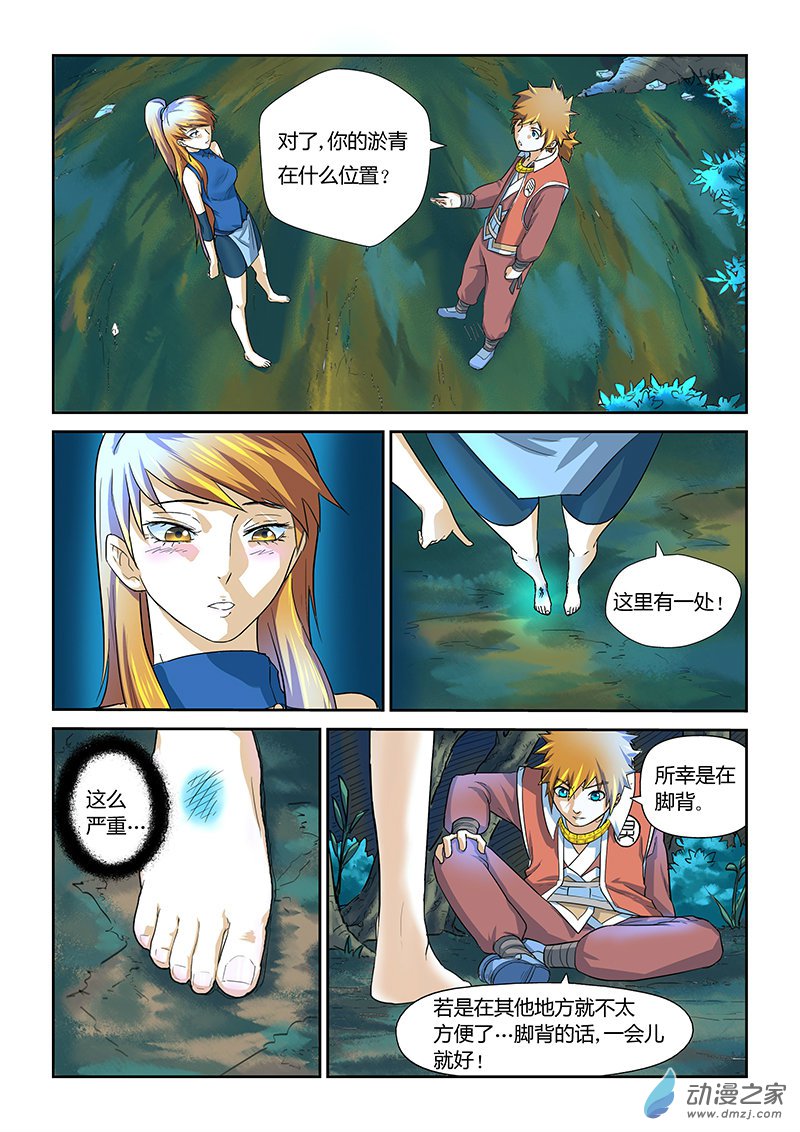 对了,你的淤青
在什么位置?
这里有一处!
这么
严重…
所幸是在
脚背。
若是在其他地方就不太
方便了…脚背的话,一会儿
就好!
动漫之家
www.dmzj.com